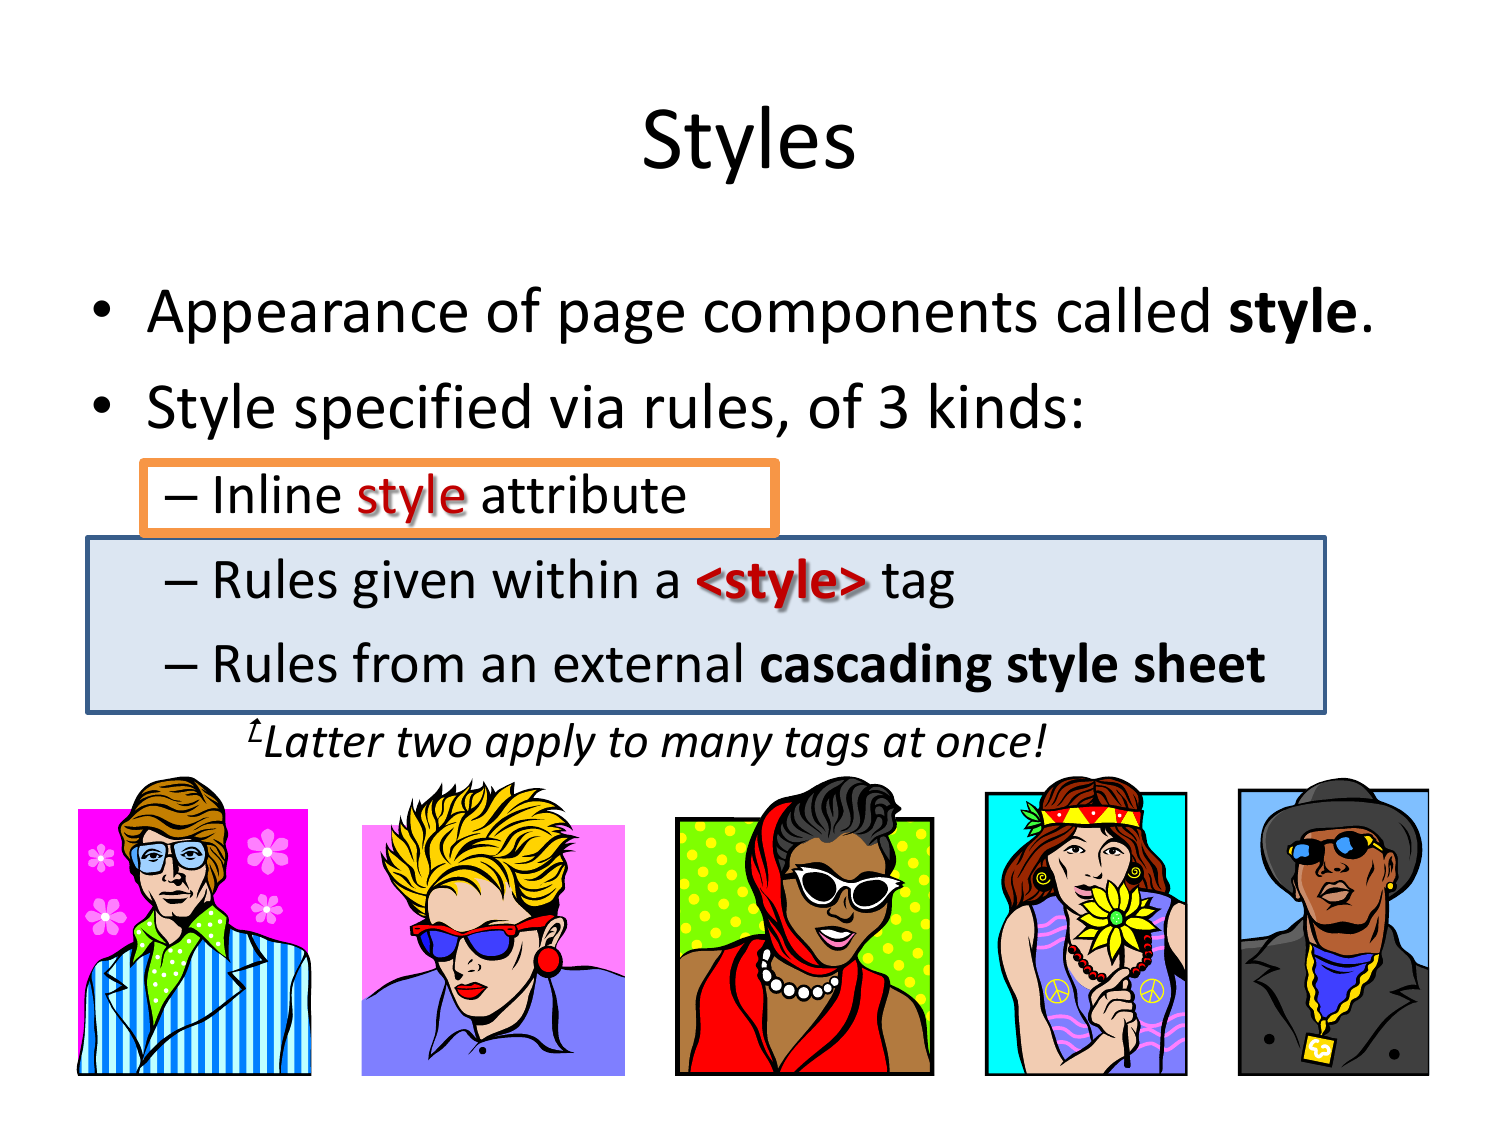 Styles
• Appearance of page components called style.
• Style specified via rules, of 3 kinds:
– Inline style attribute
– Rules given within a <style> tag
– Rules from an external cascading style sheet
Latter two apply to many tags at once!